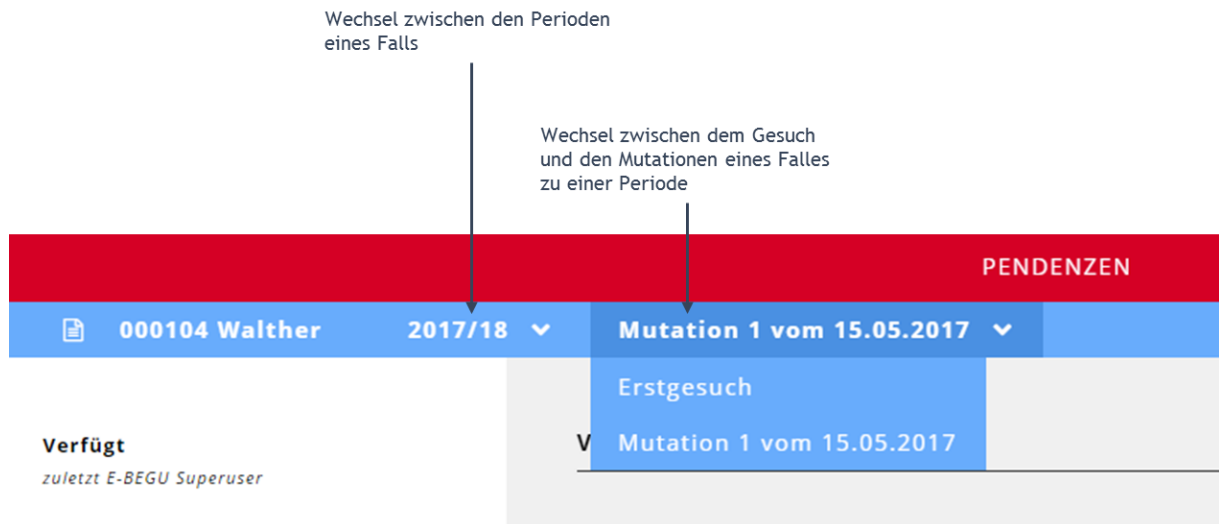 Wechsel zwischen den Perioden
eines Falls
Wechsel zwischen dem Gesuch
und den Mutationen eines Falles
zu einer Periode
PENDENZEN
000104 Walther 2017/18 Mutation 1 vom 15.05.2017
Erstgesuch
Verfügt V Mutation 1 vom 15.05.2017
zuletzt E-BEGU Superuser